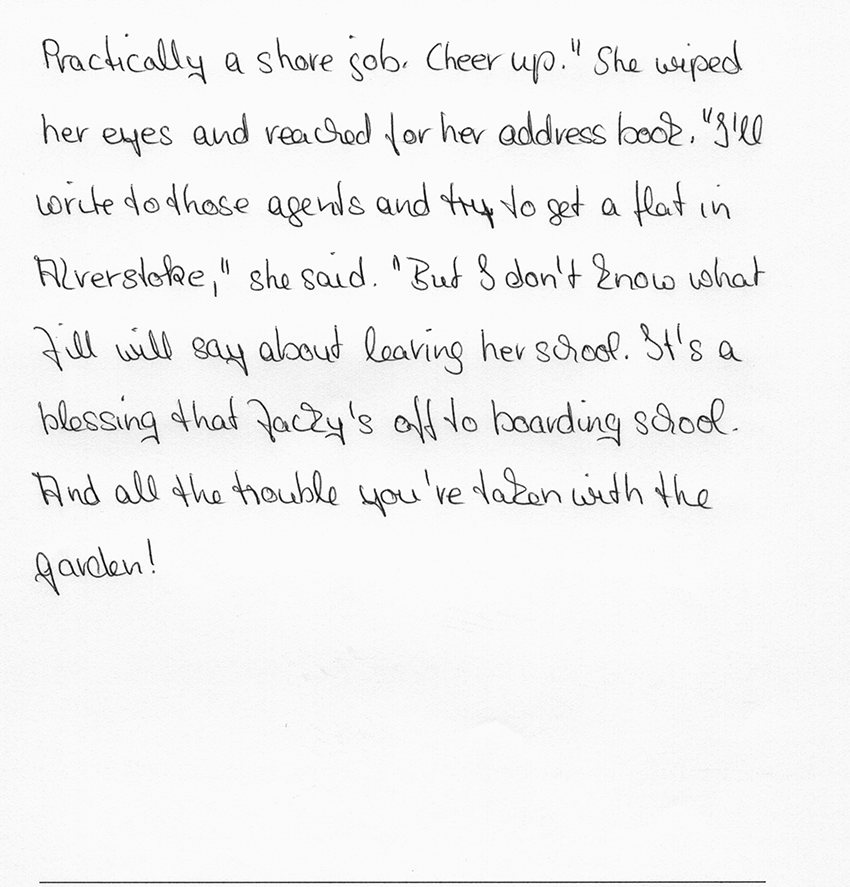 Practically a shore job. Cheer up." She wiped
her eyes and reached for her address book. "I'll
write to those agents and try to get a flat in
Alverstoke," she said. "But I don't know what
Jill will say about leaving her school. It's a
blessing that Jacky's off to boarding school.
And all the trouble you've taken with the
garden!